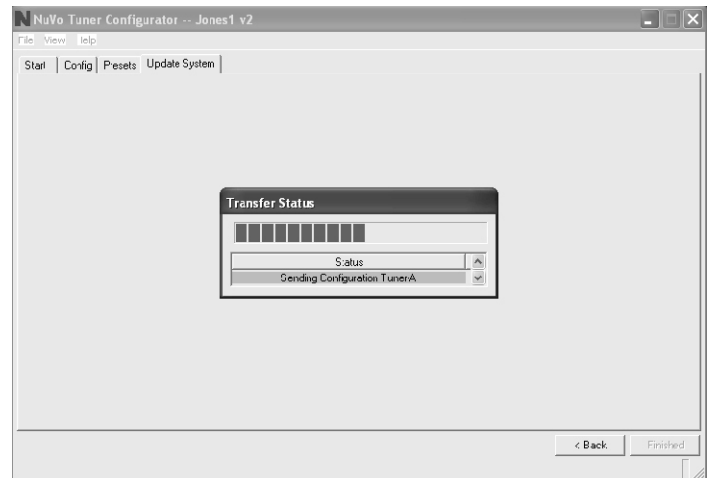 N NuVo Tuner Configurator -- Jones1 v2
File View Help
Start Config Presets Update System
Transfer Status
Status
Sending Configuration TunerA
< Back Finished